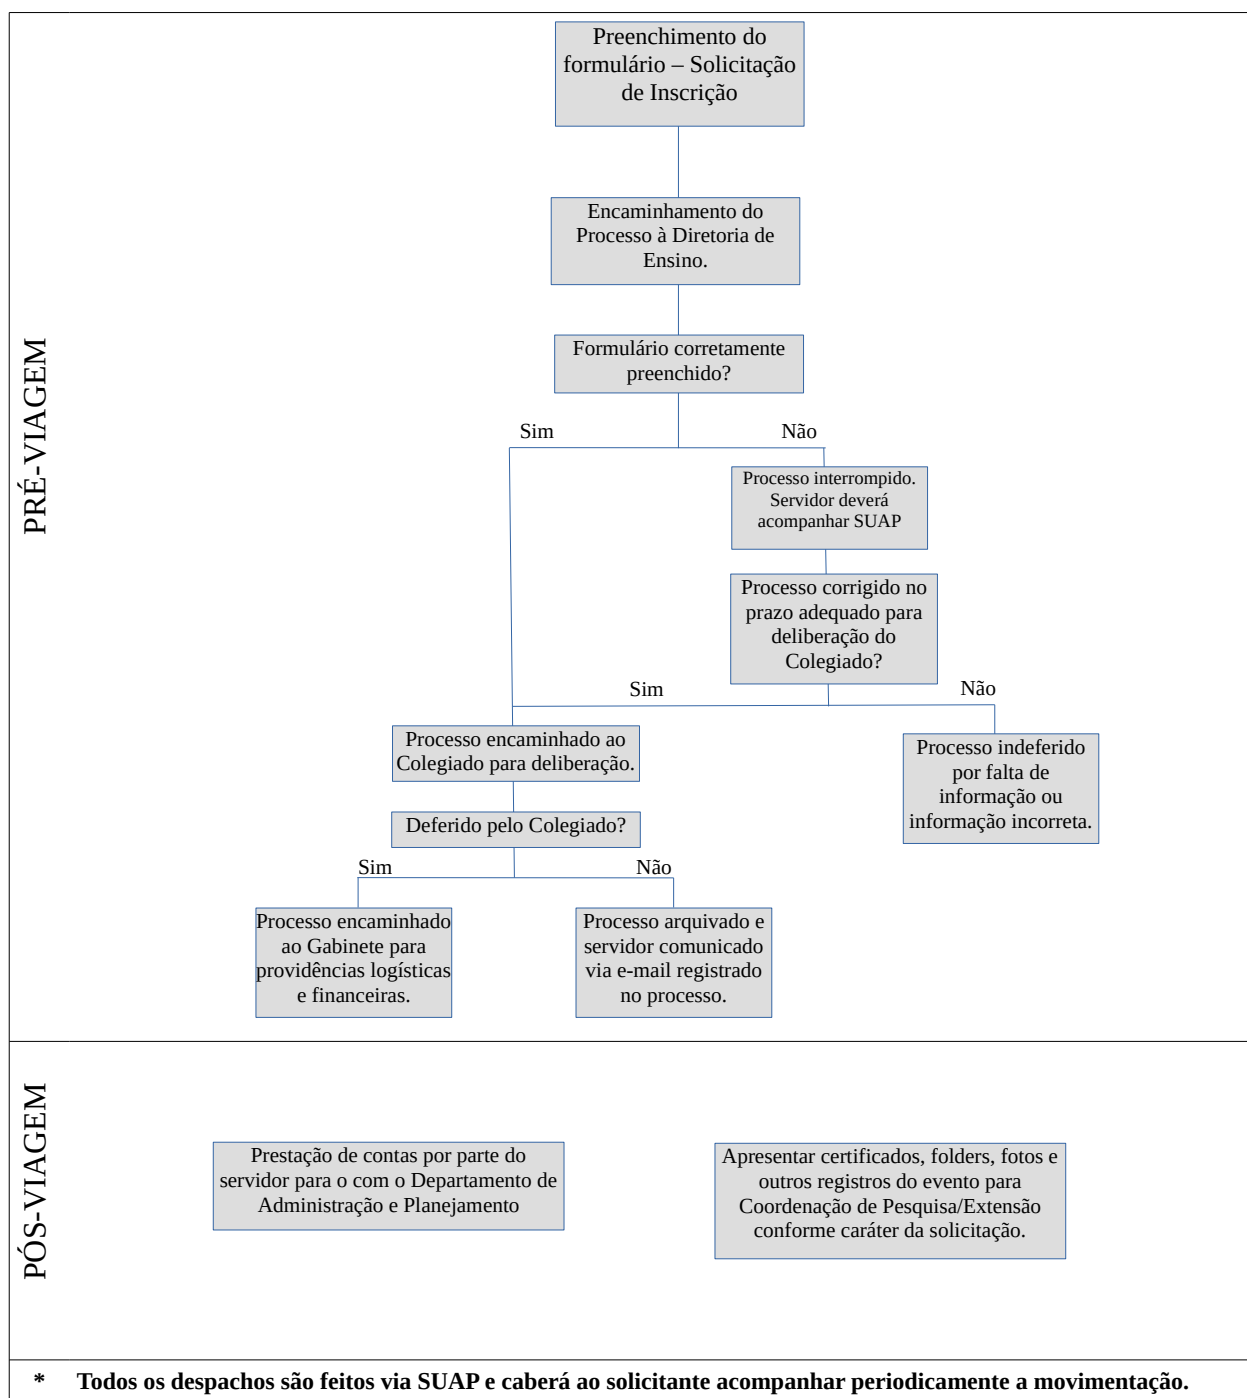 Preenchimento do
formulário – Solicitação
de Inscrição
Encaminhamento do
Processo à Diretoria de
Ensino.
Formulário corretamente
preenchido?
PRÉ-VIAGEM
Sim
Não
Processo interrompido.
Servidor deverá
acompanhar SUAP
Processo corrigido no
prazo adequado para
deliberação do
Colegiado?
Sim
Não
Processo encaminhado ao
Colegiado para deliberação.
Processo indeferido
por falta de
informação ou
informação incorreta.
Deferido pelo Colegiado?
Sim
Não
Processo encaminhado
ao Gabinete para
providências logísticas
e financeiras.
Processo arquivado e
servidor comunicado
via e-mail registrado
no processo.
PÓS-VIAGEM
Prestação de contas por parte do
servidor para o com o Departamento de
Administração e Planejamento
Apresentar certificados, folders, fotos e
outros registros do evento para
Coordenação de Pesquisa/Extensão
conforme caráter da solicitação.
* Todos os despachos são feitos via SUAP e caberá ao solicitante acompanhar periodicamente a movimentação.